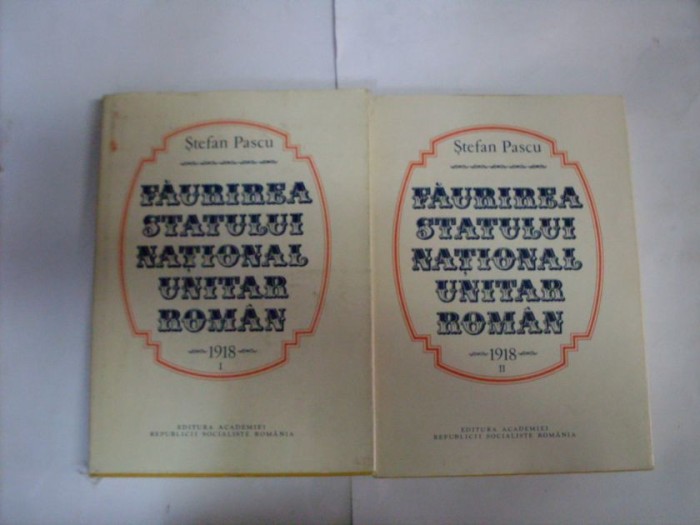 Ștefan Pascu
FĂURIREA
STATULUI
NAȚIONAL
UNITAR
ROMÂN
1918
I
EDITURA ACADEMIEI
REPUBLICII SOCIALISTE ROMÂNIA
Ștefan Pascu
FĂURIREA
STATULUI
NAȚIONAL
UNITAR
ROMÂN
1918
II
EDITURA ACADEMIEI
REPUBLICII SOCIALISTE ROMÂNIA